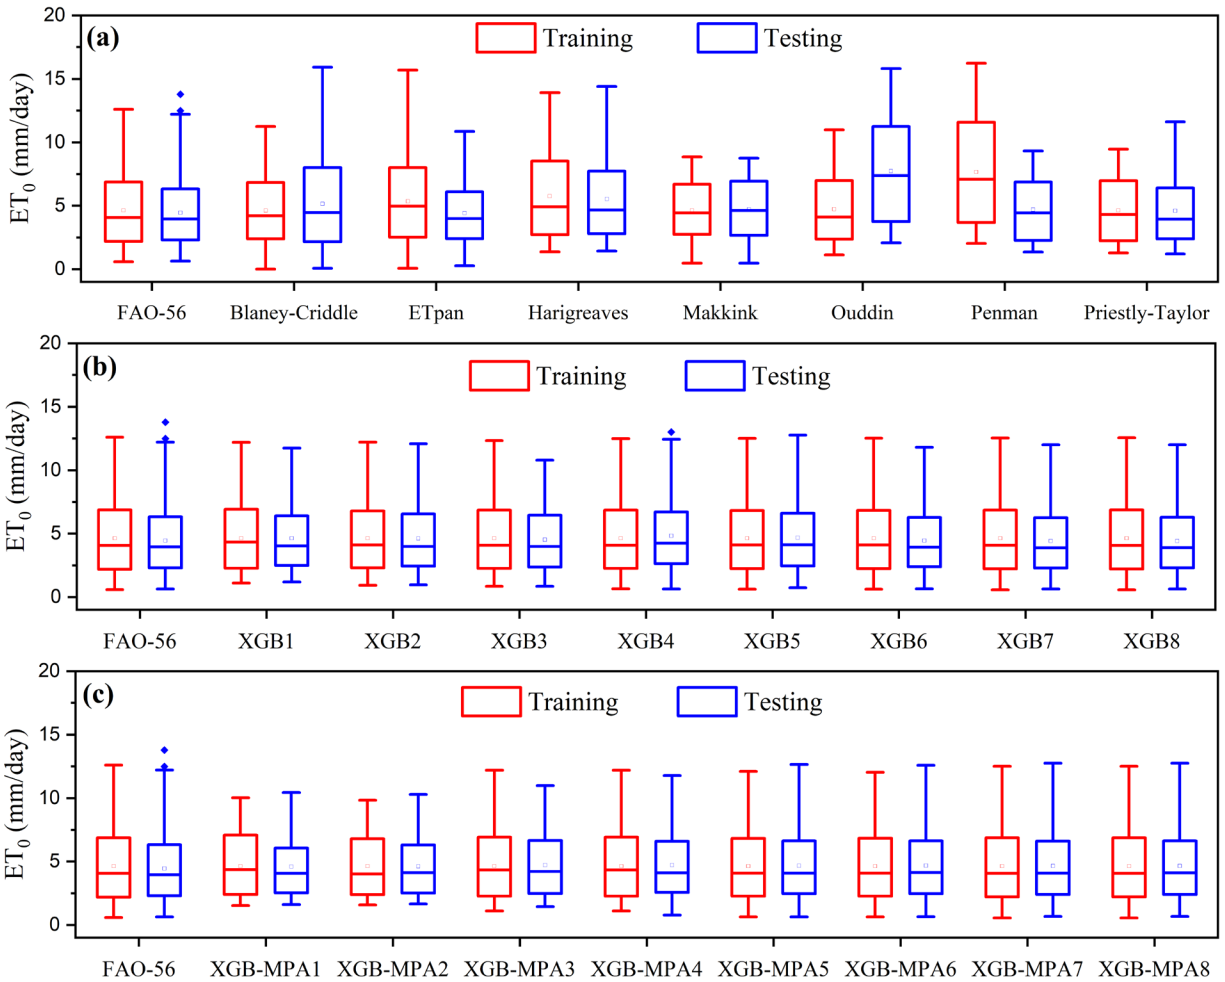 (a)
Training
Testing
ET0 (mm/day)
20
15
10
5
0
FAO-56 Blaney-Criddle ETpan Harigreaves Makkink Ouddin Penman Priestly-Taylor
(b)
Training
Testing
ET0 (mm/day)
20
15
10
5
0
FAO-56 XGB1 XGB2 XGB3 XGB4 XGB5 XGB6 XGB7 XGB8
(c)
Training
Testing
ET0 (mm/day)
20
15
10
5
0
FAO-56 XGB-MPA1 XGB-MPA2 XGB-MPA3 XGB-MPA4 XGB-MPA5 XGB-MPA6 XGB-MPA7 XGB-MPA8